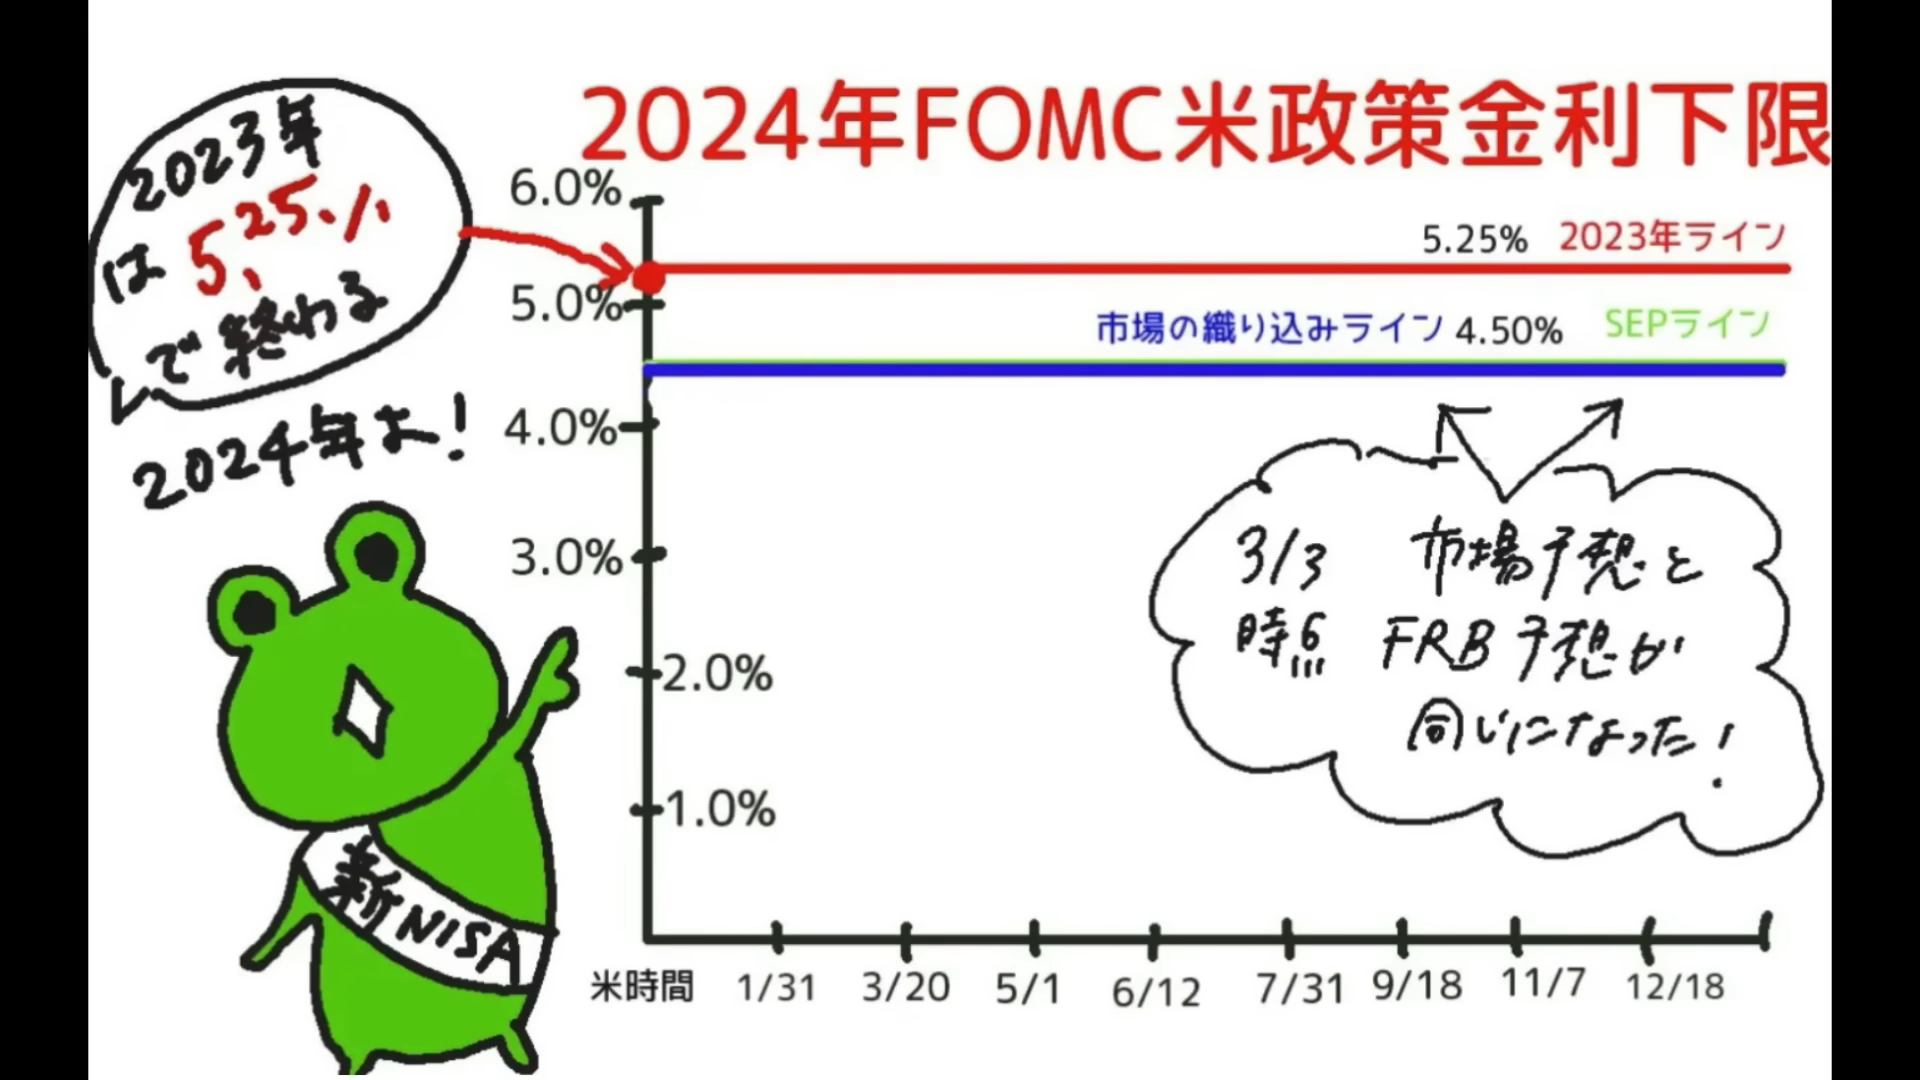 2024年FOMC米政策金利下限
2023年
は5.25%
で終わる
2024年よ!
新NISA
6.0%
5.0%
4.0%
3.0%
2.0%
1.0%
5.25% 2023年ライン
市場の織り込みライン 4.50% SEPライン
3/3 市場予想と
時点 FRB予想が
同じになった!
米時間 1/31 3/20 5/1 6/12 7/31 9/18 11/7 12/18